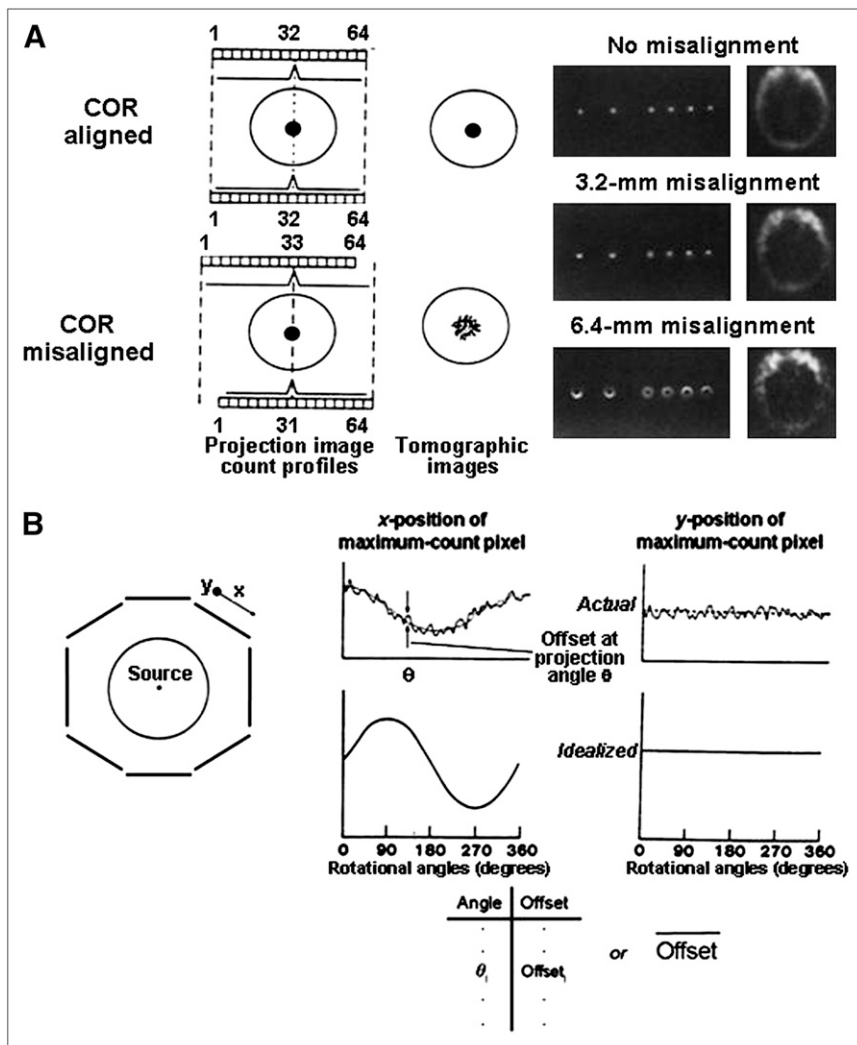 A
1 32 64
COR
aligned
1 32 64
1 33 64
COR
misaligned
1 31 64
Projection image
count profiles
Tomographic
images
No misalignment
3.2-mm misalignment
6.4-mm misalignment
B
x-position of
maximum-count pixel
y-position of
maximum-count pixel
y x
Source
Actual
Offset at
projection
angle θ
θ
Idealized
0 90 180 270 360
Rotational angles (degrees)
0 90 180 270 360
Rotational angles (degrees)
Angle Offset
θi Offseti
or Offset